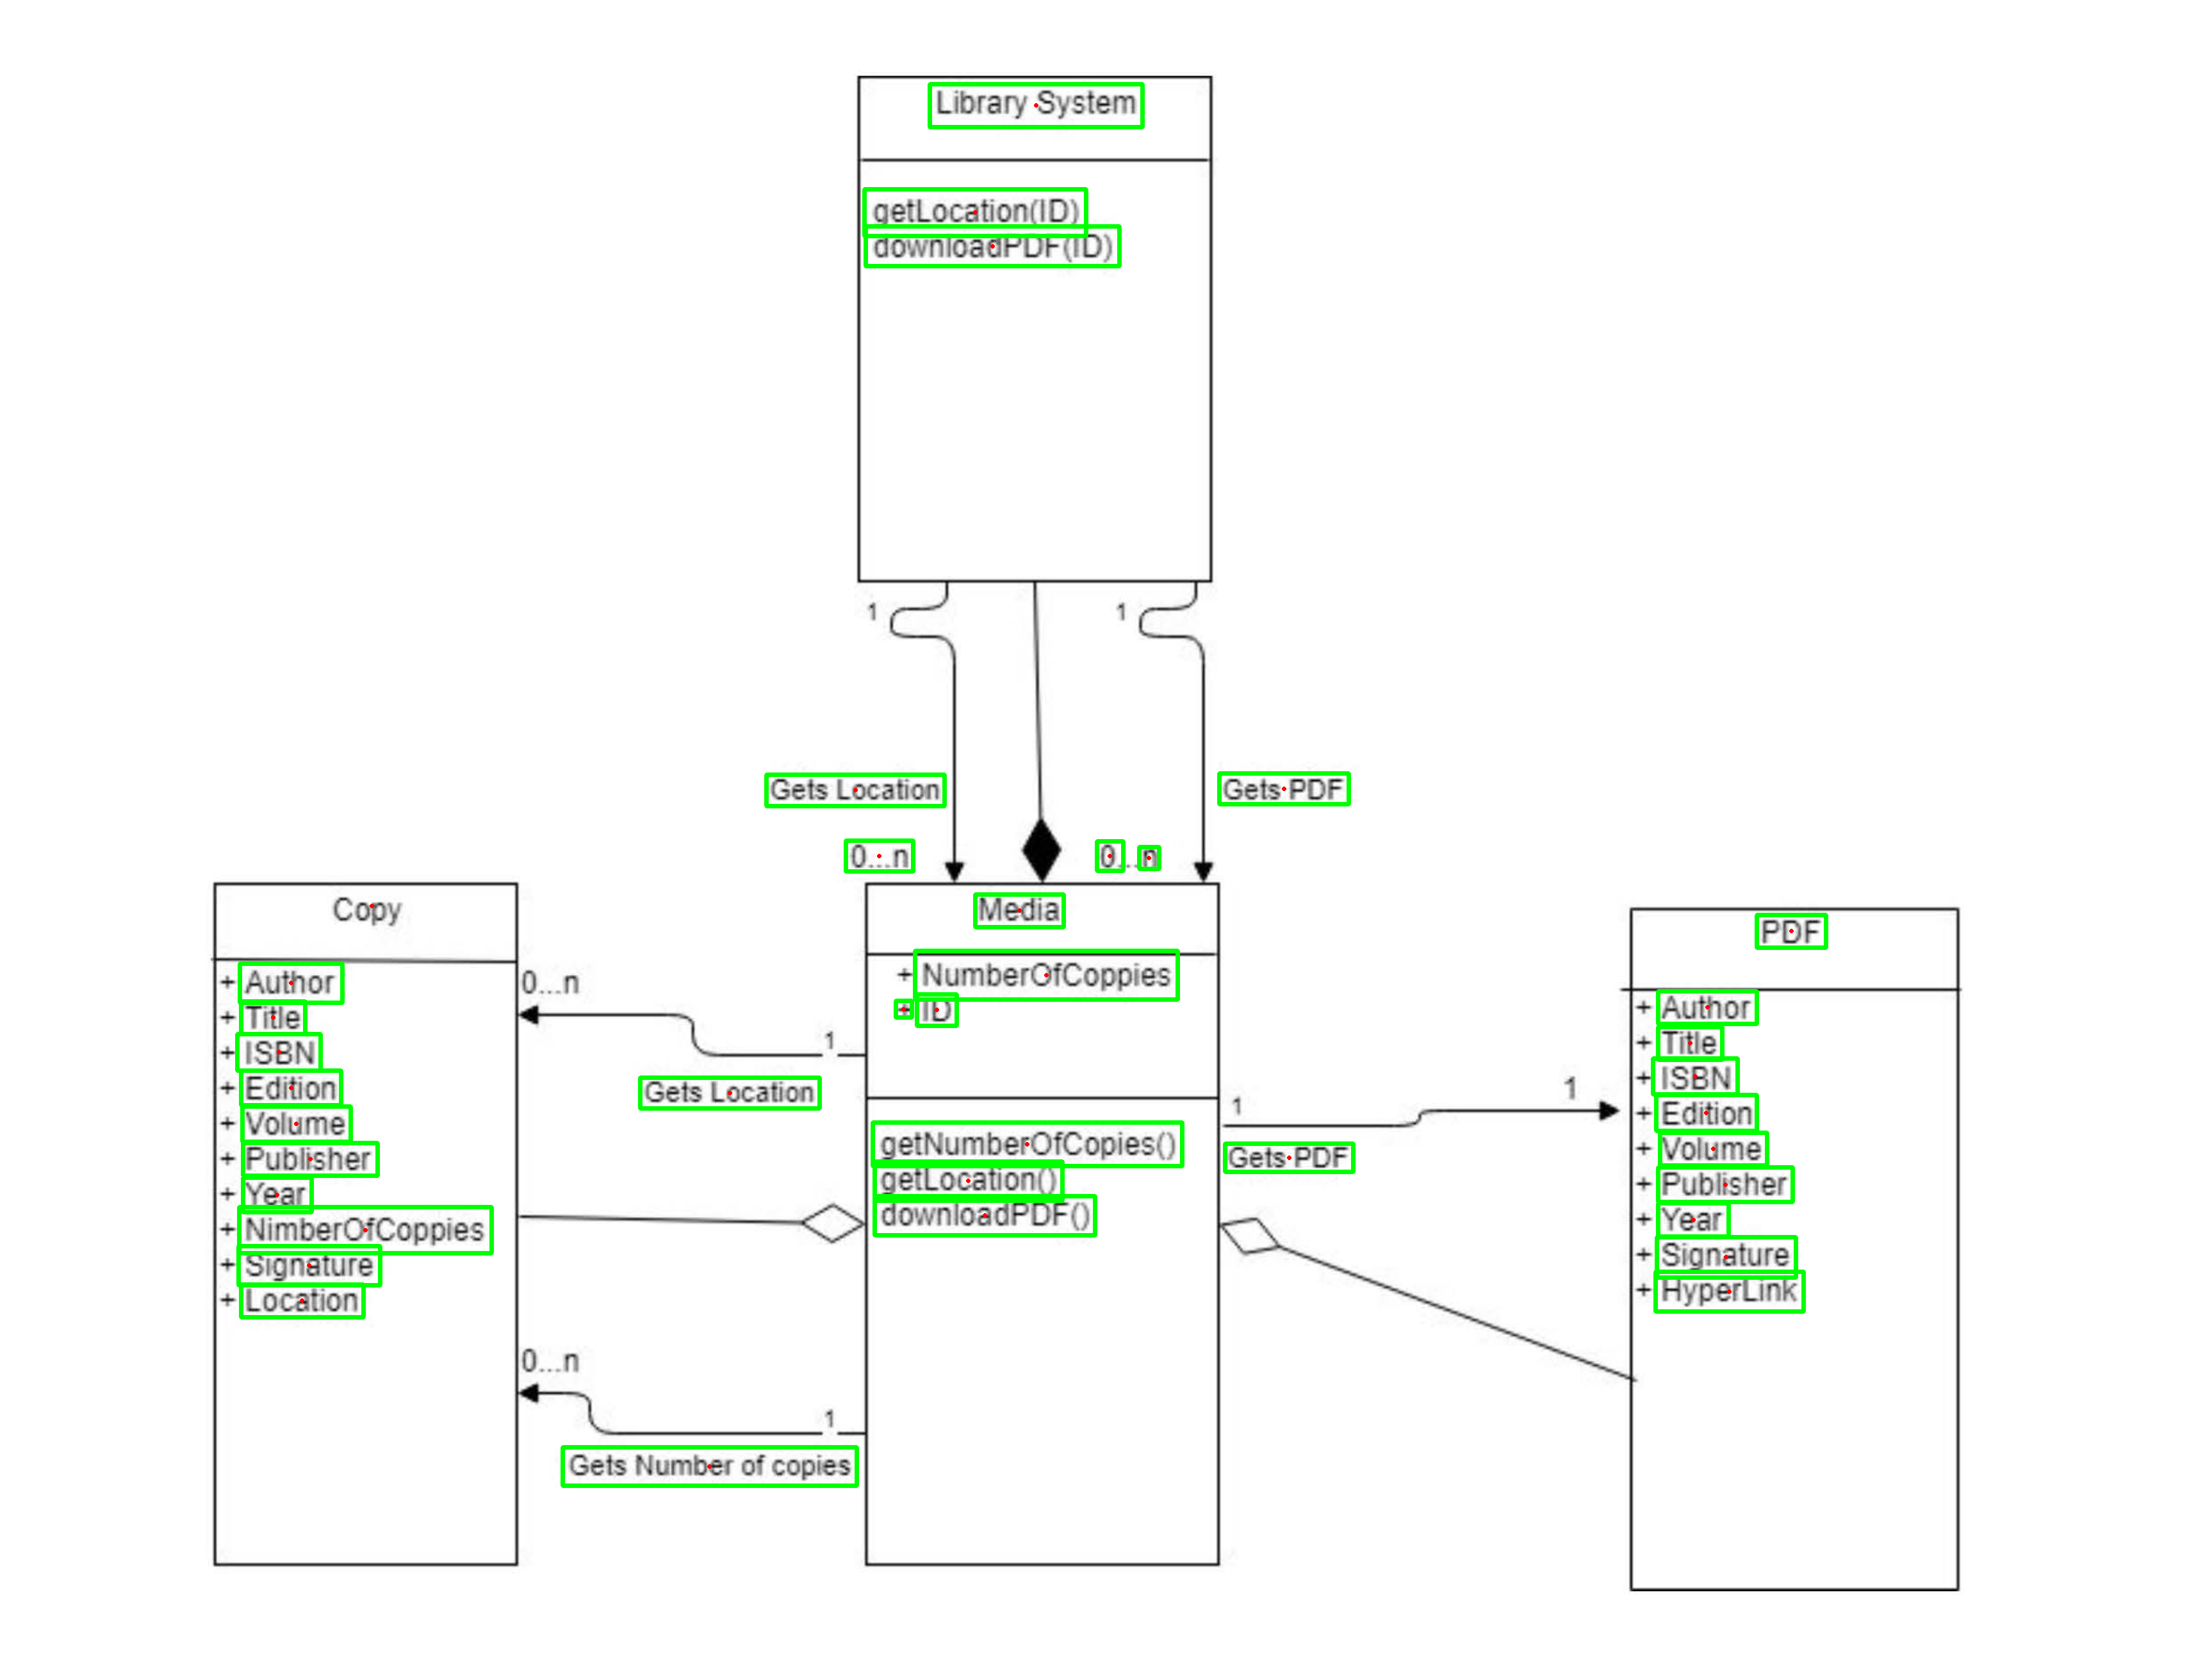 Library System
getLocation(ID)
downloadPDF(ID)
1
1
Gets Location
Gets PDF
0...n
0...n
Copy
+ Author
+ Title
+ ISBN
+ Edition
+ Volume
+ Publisher
+ Year
+ NimberOfCoppies
+ Signature
+ Location
0...n
1
Gets Location
0...n
1
Gets Number of copies
Media
+ NumberOfCoppies
+ ID
getNumberOfCopies()
getLocation()
downloadPDF()
1
1
Gets PDF
PDF
+ Author
+ Title
+ ISBN
+ Edition
+ Volume
+ Publisher
+ Year
+ Signature
+ HyperLink